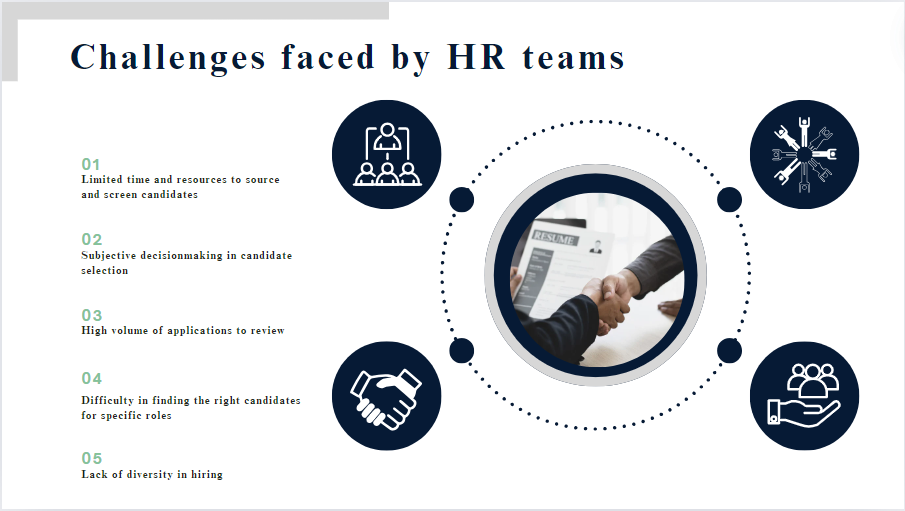 Challenges faced by HR teams
01
Limited time and resources to source
and screen candidates
02
Subjective decisionmaking in candidate
selection
03
High volume of applications to review
04
Difficulty in finding the right candidates
for specific roles
05
Lack of diversity in hiring
RESUME